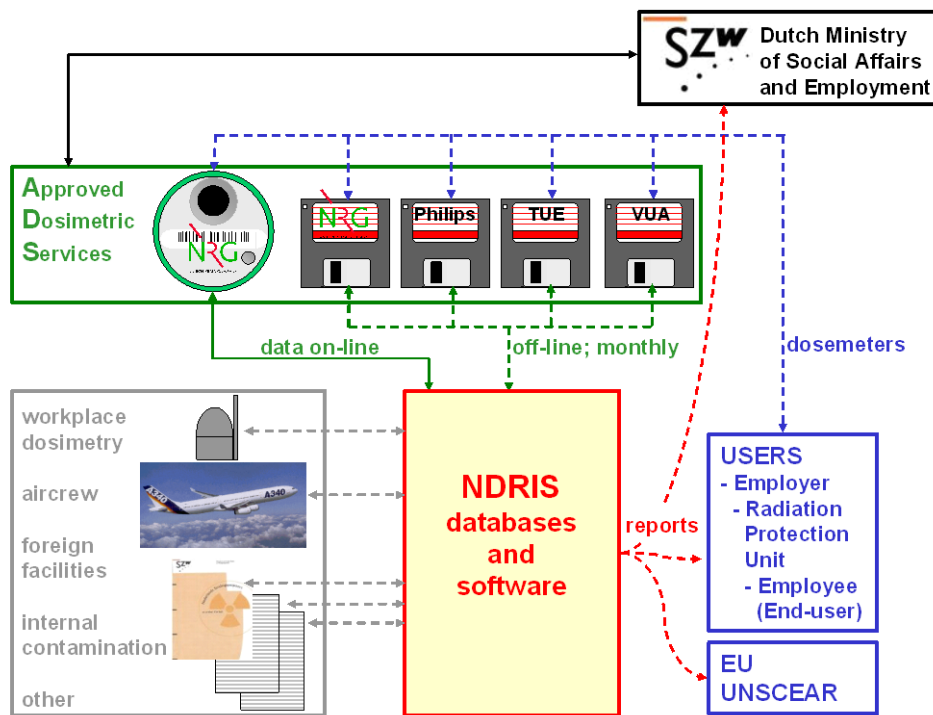 SZW
Dutch Ministry
of Social Affairs
and Employment
Approved
Dosimetric
Services
NRG
NRG
Philips
TUE
VUA
data on-line
off-line; monthly
dosemeters
workplace
dosimetry
aircrew
A340
A340
foreign
facilities
internal
contamination
other
SZW
NDRIS
databases
and
software
reports
USERS
- Employer
- Radiation
Protection
Unit
- Employee
(End-user)
EU
UNSCEAR